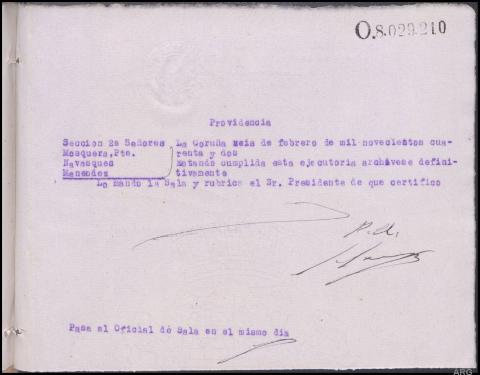 O.8.029.210
Providencia
Seccion 2a Señores La Coruña seis de febrero de mil novecientos cua-
Mosquera,Pte. renta y dos
Navasques Estando cumplida esta ejecutoria archívese defini-
Menendez tivamente
Lo mandó la Sala y rubrica el Sr. Presidente de que certifico
P.A.
Pasa al Oficial de Sala en el mismo dia
ARG